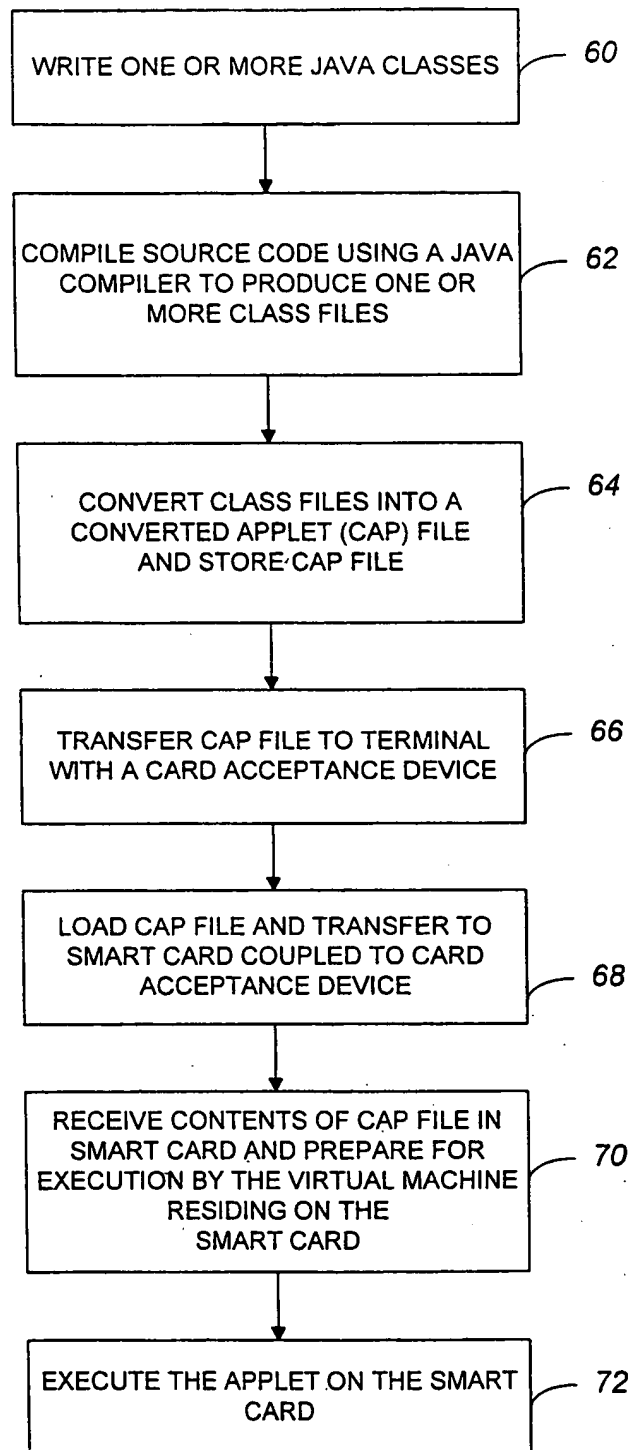 WRITE ONE OR MORE JAVA CLASSES
60
COMPILE SOURCE CODE USING A JAVA
COMPILER TO PRODUCE ONE OR
MORE CLASS FILES
62
CONVERT CLASS FILES INTO A
CONVERTED APPLET (CAP) FILE
AND STORE CAP FILE
64
TRANSFER CAP FILE TO TERMINAL
WITH A CARD ACCEPTANCE DEVICE
66
LOAD CAP FILE AND TRANSFER TO
SMART CARD COUPLED TO CARD
ACCEPTANCE DEVICE
68
RECEIVE CONTENTS OF CAP FILE IN
SMART CARD AND PREPARE FOR
EXECUTION BY THE VIRTUAL MACHINE
RESIDING ON THE
SMART CARD
70
EXECUTE THE APPLET ON THE SMART
CARD
72